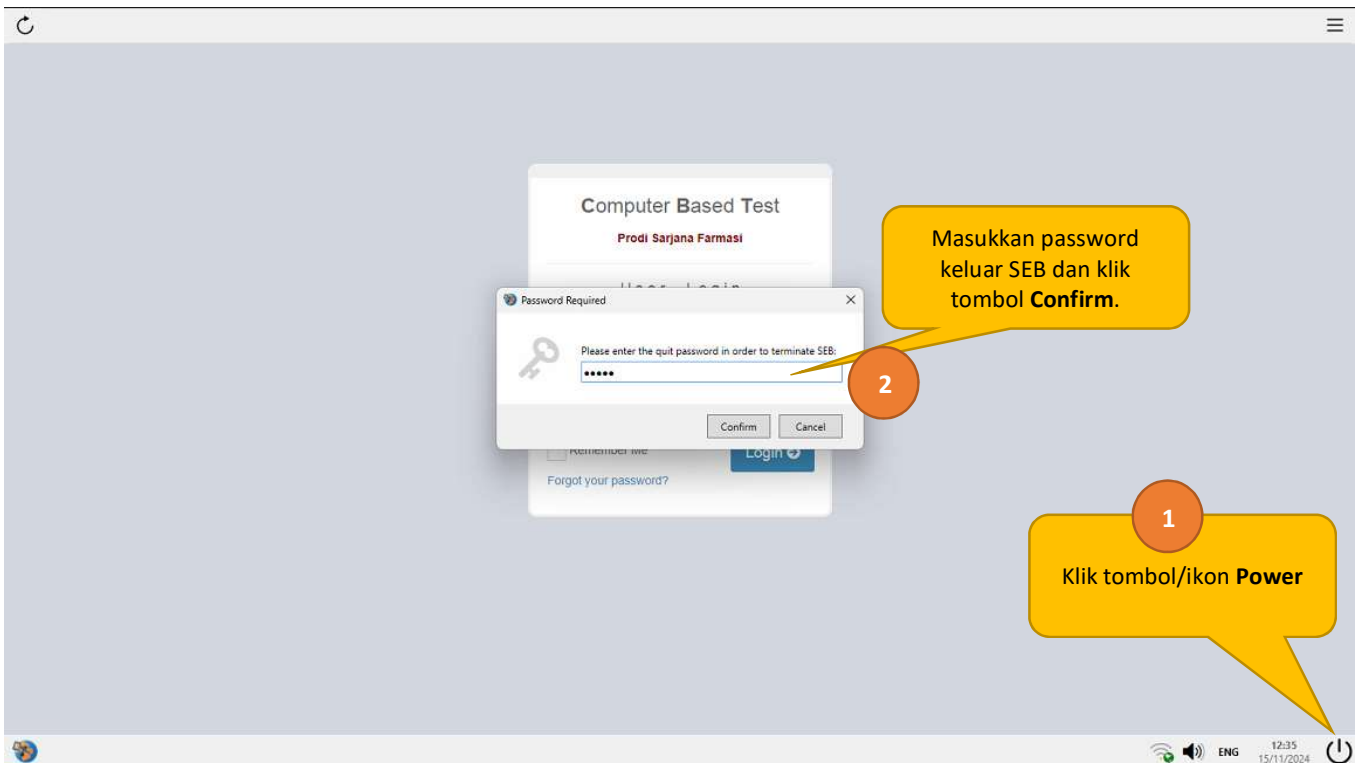 Computer Based Test
Prodi Sarjana Farmasi
Password Required
Please enter the quit password in order to terminate SEB:
•••••
Confirm
Cancel
Remember Me
Login
Forgot your password?
Masukkan password
keluar SEB dan klik
tombol Confirm.
2
1
Klik tombol/ikon Power
ENG
12:35
15/11/2024